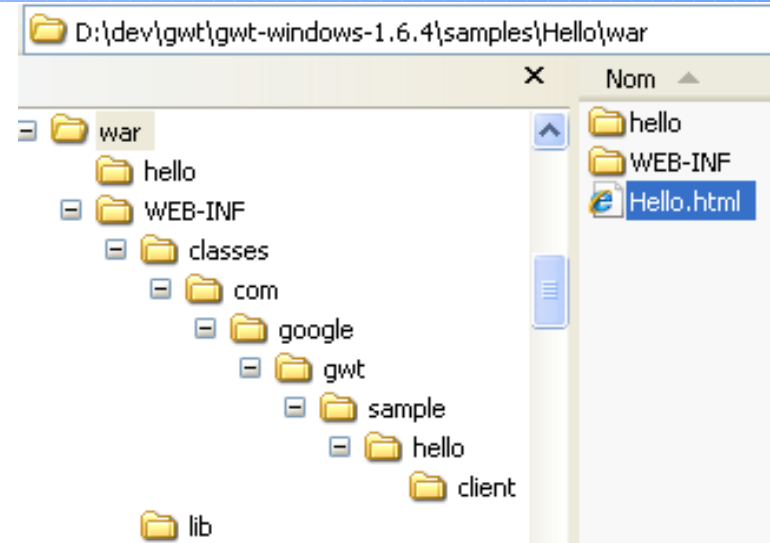 D:\dev\gwt\gwt-windows-1.6.4\samples\Hello\war
Nom
war
hello
WEB-INF
classes
com
google
gwt
sample
hello
client
lib
hello
WEB-INF
Hello.html